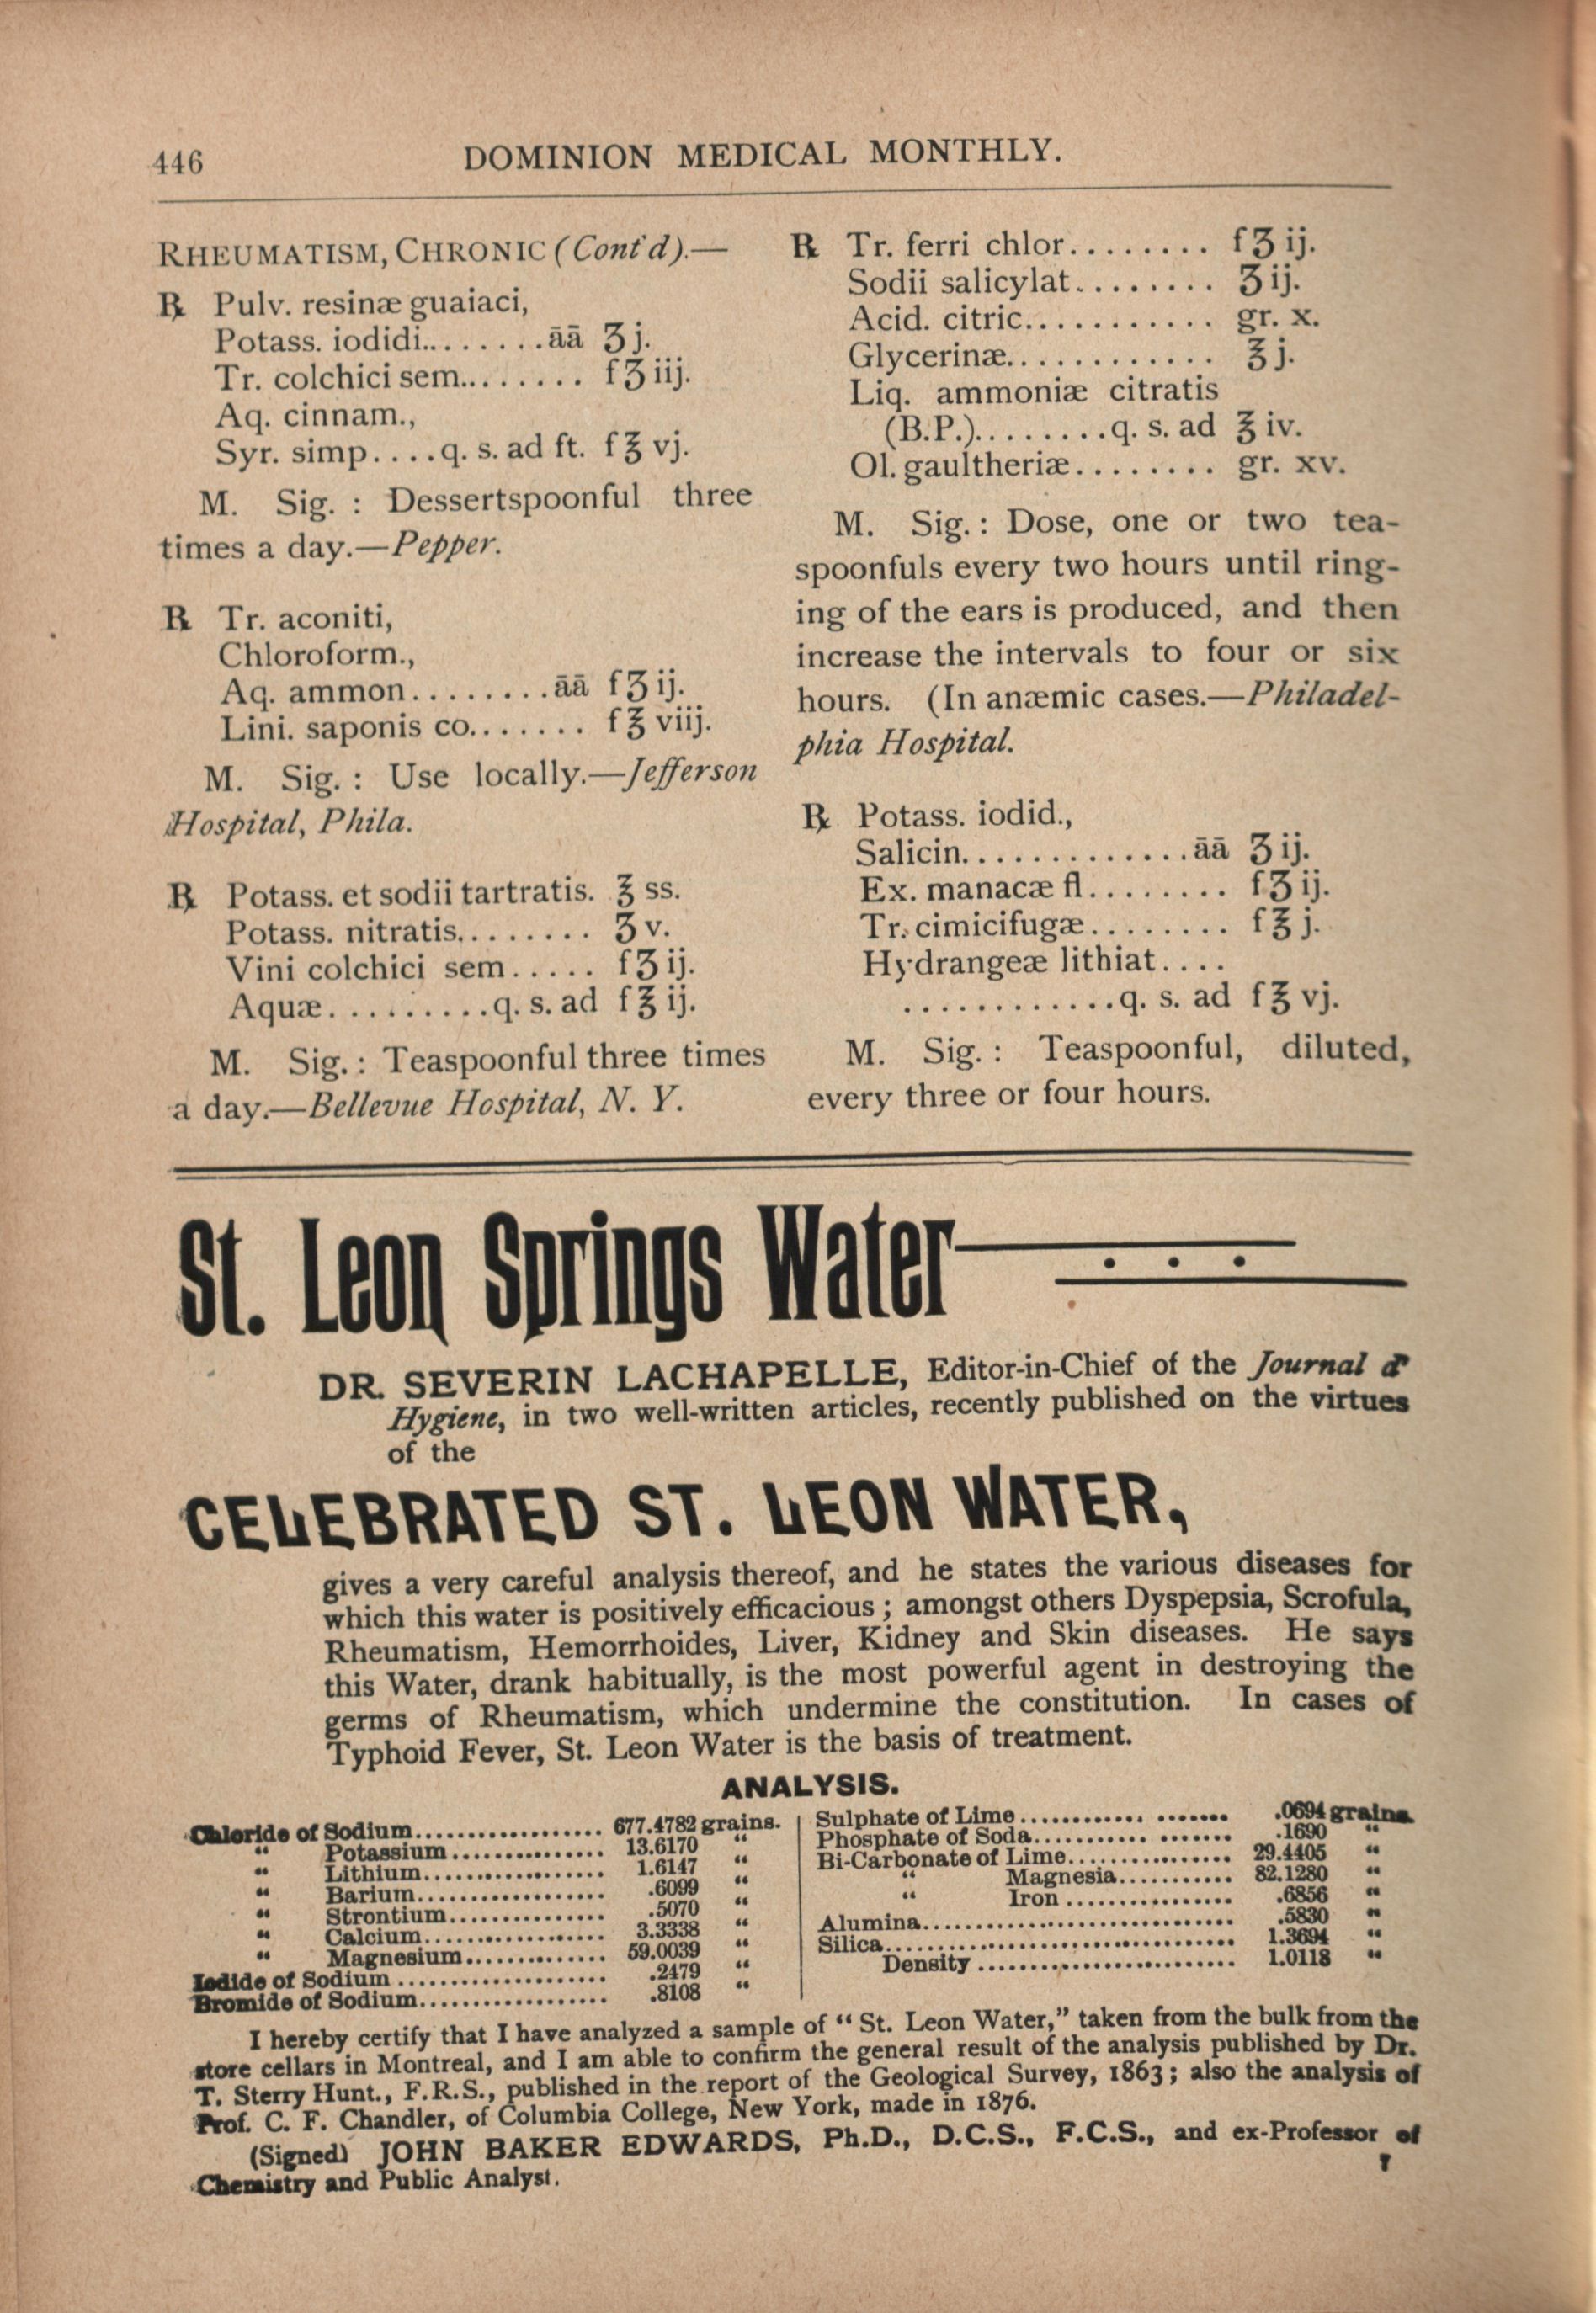 446
DOMINION MEDICAL MONTHLY.
RHEUMATISM, CHRONIC (Cont'd).—
℞ Pulv. resinæ guaiaci,
Potass. iodidi........āā ʒ j.
Tr. colchici sem........ f ʒ iij.
Aq. cinnam.,
Syr. simp....q. s. ad ft. f ℥ vj.
M. Sig. : Dessertspoonful three
times a day.—Pepper.
℞ Tr. aconiti,
Chloroform.,
Aq. ammon........āā f ʒ ij.
Lini. saponis co....... f ℥ viij.
M. Sig. : Use locally.—Jefferson
Hospital, Phila.
℞ Potass. et sodii tartratis. ℥ ss.
Potass. nitratis........ ʒ v.
Vini colchici sem..... f ʒ ij.
Aquæ..........q. s. ad f ℥ ij.
M. Sig. : Teaspoonful three times
a day.—Bellevue Hospital, N. Y.
℞ Tr. ferri chlor........ f ʒ ij.
Sodii salicylat........ ʒ ij.
Acid. citric........... gr. x.
Glycerinæ............ ℥ j.
Liq. ammoniæ citratis
(B.P.)........q. s. ad ℥ iv.
Ol. gaultheriæ........ gr. xv.
M. Sig. : Dose, one or two tea-
spoonfuls every two hours until ring-
ing of the ears is produced, and then
increase the intervals to four or six
hours. (In anæmic cases.—Philadel-
phia Hospital.
℞ Potass. iodid.,
Salicin..............āā ʒ ij.
Ex. manacæ fl........ f ʒ ij.
Tr. cimicifugæ........ f ℥ j.
Hydrangeæ lithiat....
............q. s. ad f ℥ vj.
M. Sig. : Teaspoonful, diluted,
every three or four hours.
St. Leon Springs Water
DR. SEVERIN LACHAPELLE, Editor-in-Chief of the Journal d'
Hygiene, in two well-written articles, recently published on the virtues
of the
CELEBRATED ST. LEON WATER,
gives a very careful analysis thereof, and he states the various diseases for
which this water is positively efficacious ; amongst others Dyspepsia, Scrofula,
Rheumatism, Hemorrhoides, Liver, Kidney and Skin diseases. He says
this Water, drank habitually, is the most powerful agent in destroying the
germs of Rheumatism, which undermine the constitution. In cases of
Typhoid Fever, St. Leon Water is the basis of treatment.
ANALYSIS.
Chloride of Sodium.................. 677.4782 grains.
" Potassium............... 13.6170 "
" Lithium.................. 1.6147 "
" Barium.................. .6099 "
" Strontium............... .5070 "
" Calcium.................. 3.3338 "
" Magnesium............. 59.0039 "
Iodide of Sodium .................... .2479 "
Bromide of Sodium.................. .8108 "
Sulphate of Lime............ ....... .0694 grains
Phosphate of Soda........... ....... .1690 "
Bi-Carbonate of Lime................ 29.4405 "
" Magnesia........... 82.1280 "
" Iron ................ .6856 "
Alumina.............................. .5830 "
Silica................................. 1.3694 "
Density ......................... 1.0118 "
I hereby certify that I have analyzed a sample of "St. Leon Water," taken from the bulk from the
store cellars in Montreal, and I am able to confirm the general result of the analysis published by Dr.
T. Sterry Hunt., F.R.S., published in the report of the Geological Survey, 1863 ; also the analysis of
Prof. C. F. Chandler, of Columbia College, New York, made in 1876.
(Signed) JOHN BAKER EDWARDS, Ph.D., D.C.S., F.C.S., and ex-Professor of
Chemistry and Public Analyst.